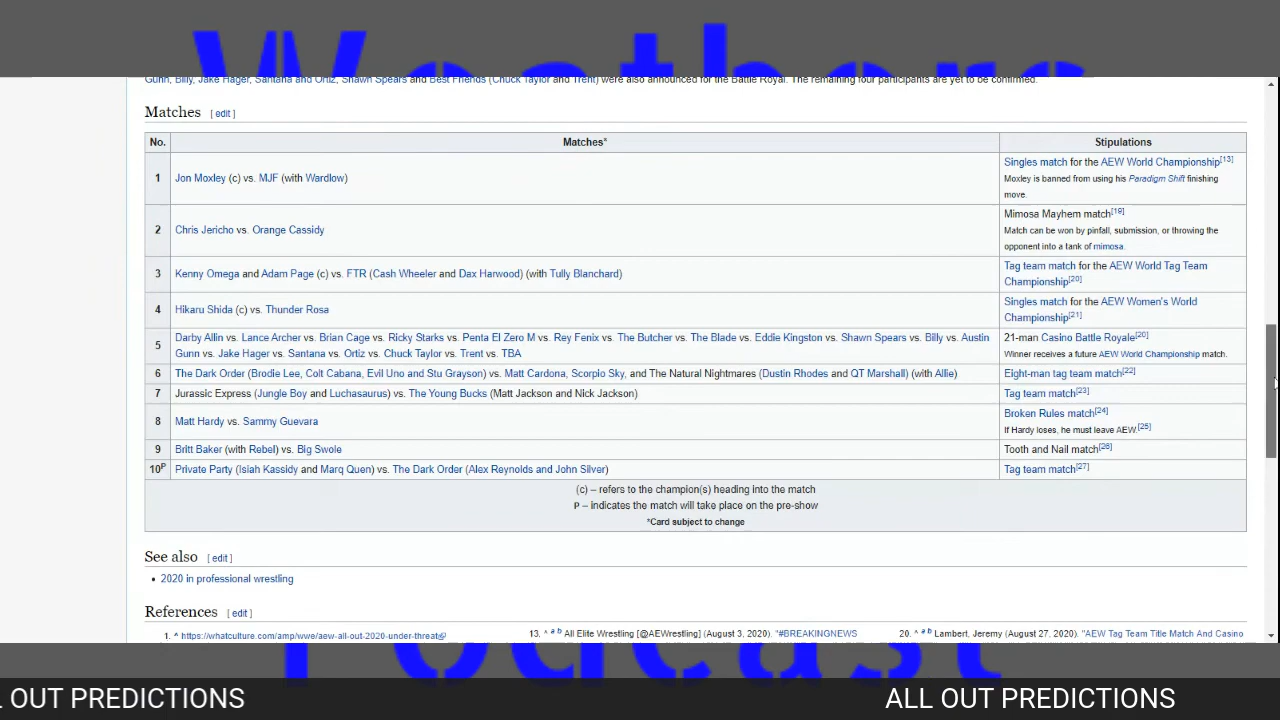 Gunn, Billy, Jake Hager, Santana and Ortiz, Shawn Spears and Best Friends (Chuck Taylor and Trent) were also announced for the Battle Royal. The remaining four participants are yet to be confirmed.
Matches [ edit ]
No. Matches* Stipulations
1 Jon Moxley (c) vs. MJF (with Wardlow) Singles match for the AEW World Championship[13]
Moxley is banned from using his Paradigm Shift finishing
move.
2 Chris Jericho vs. Orange Cassidy Mimosa Mayhem match[19]
Match can be won by pinfall, submission, or throwing the
opponent into a tank of mimosa.
3 Kenny Omega and Adam Page (c) vs. FTR (Cash Wheeler and Dax Harwood) (with Tully Blanchard) Tag team match for the AEW World Tag Team
Championship[20]
4 Hikaru Shida (c) vs. Thunder Rosa Singles match for the AEW Women's World
Championship[21]
5 Darby Allin vs. Lance Archer vs. Brian Cage vs. Ricky Starks vs. Penta El Zero M vs. Rey Fenix vs. The Butcher vs. The Blade vs. Eddie Kingston vs. Shawn Spears vs. Billy vs. Austin
Gunn vs. Jake Hager vs. Santana vs. Ortiz vs. Chuck Taylor vs. Trent vs. TBA
21-man Casino Battle Royale[20]
Winner receives a future AEW World Championship match.
6 The Dark Order (Brodie Lee, Colt Cabana, Evil Uno and Stu Grayson) vs. Matt Cardona, Scorpio Sky, and The Natural Nightmares (Dustin Rhodes and QT Marshall) (with Allie) Eight-man tag team match[22]
7 Jurassic Express (Jungle Boy and Luchasaurus) vs. The Young Bucks (Matt Jackson and Nick Jackson) Tag team match[23]
8 Matt Hardy vs. Sammy Guevara Broken Rules match[24]
If Hardy loses, he must leave AEW.[25]
9 Britt Baker (with Rebel) vs. Big Swole Tooth and Nail match[26]
10P Private Party (Isiah Kassidy and Marq Quen) vs. The Dark Order (Alex Reynolds and John Silver) Tag team match[27]
(c) – refers to the champion(s) heading into the match
P – indicates the match will take place on the pre-show
*Card subject to change
See also [ edit ]
• 2020 in professional wrestling
References [ edit ]
1. ^ https://whatculture.com/amp/wwe/aew-all-out-2020-under-threat
13. ^ a b All Elite Wrestling [@AEWrestling] (August 3, 2020). "#BREAKINGNEWS
20. ^ a b Lambert, Jeremy (August 27, 2020). "AEW Tag Team Title Match And Casino
Podcast
L OUT PREDICTIONS ALL OUT PREDICTIONS